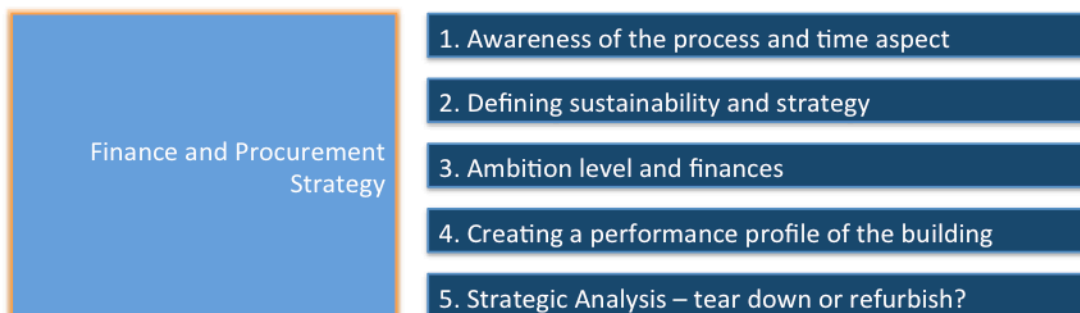 Finance and Procurement
Strategy
1. Awareness of the process and time aspect
2. Defining sustainability and strategy
3. Ambition level and finances
4. Creating a performance profile of the building
5. Strategic Analysis – tear down or refurbish?